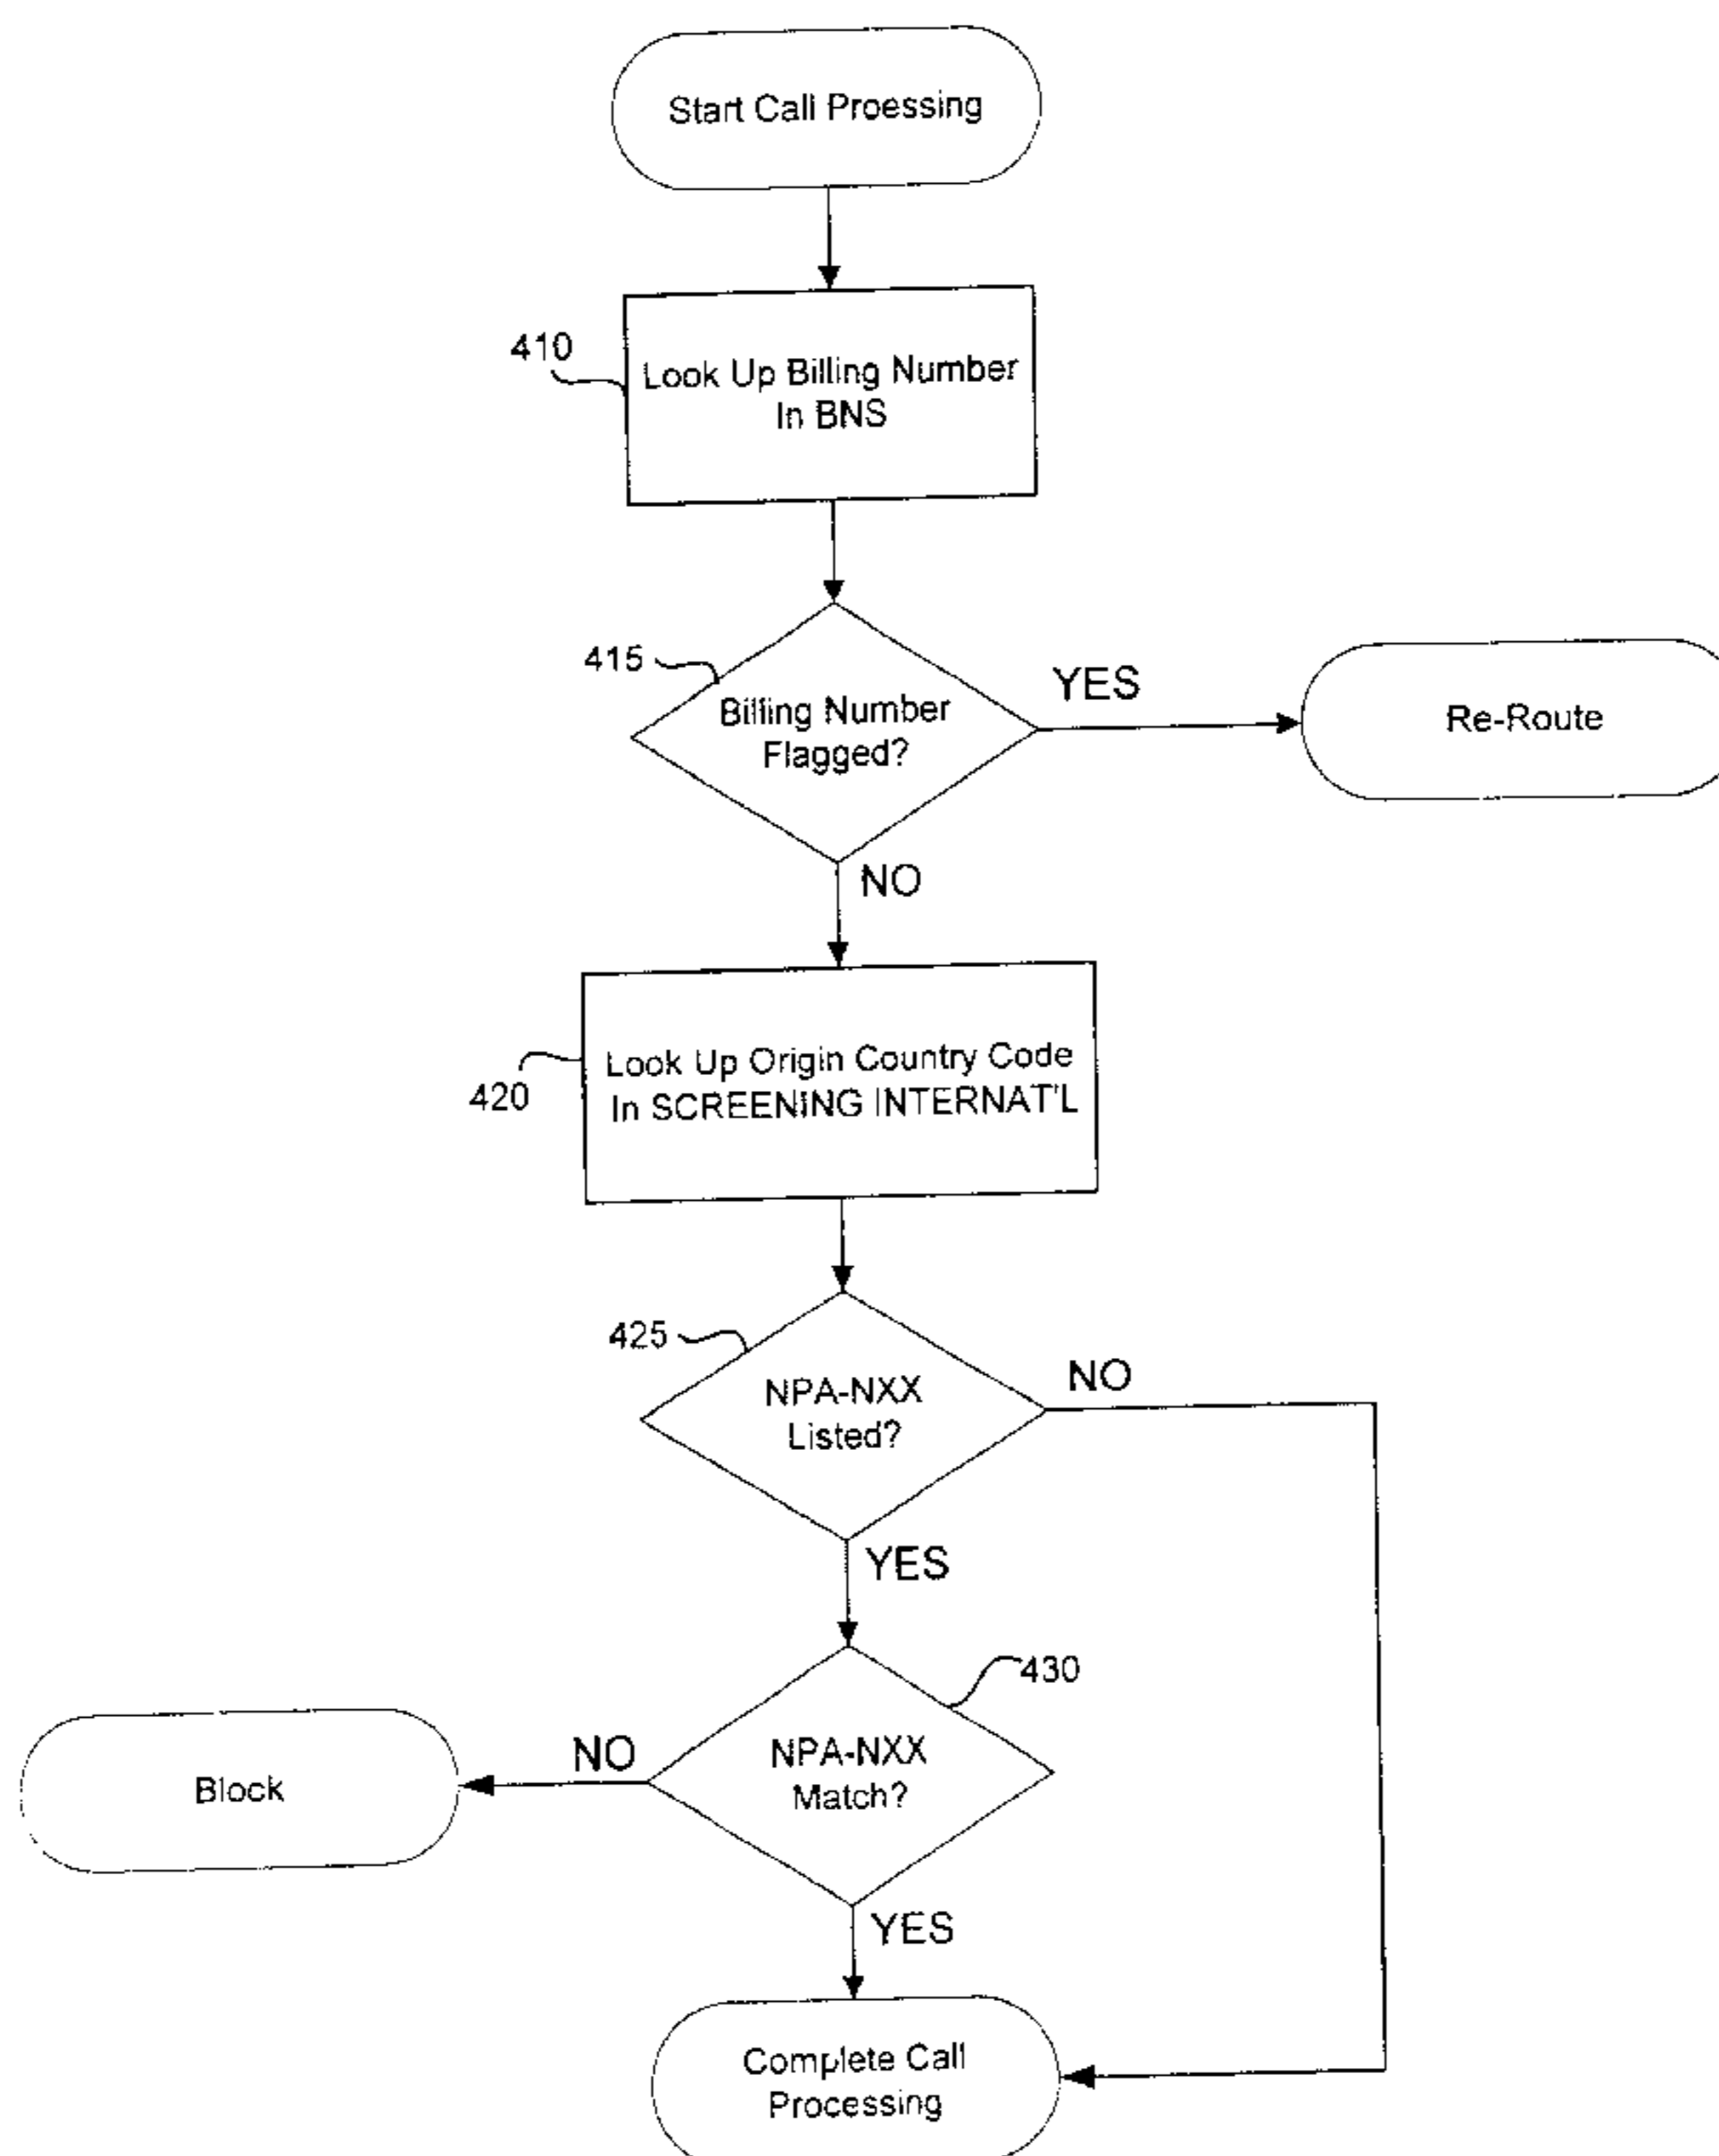 Start Call Proessing
410
Look Up Billing Number
In BNS
415
Billing Number
Flagged?
YES
Re-Route
NO
420
Look Up Origin Country Code
In SCREENING INTERNAT'L
425
NPA-NXX
Listed?
NO
YES
430
NPA-NXX
Match?
NO
Block
YES
Complete Call
Processing